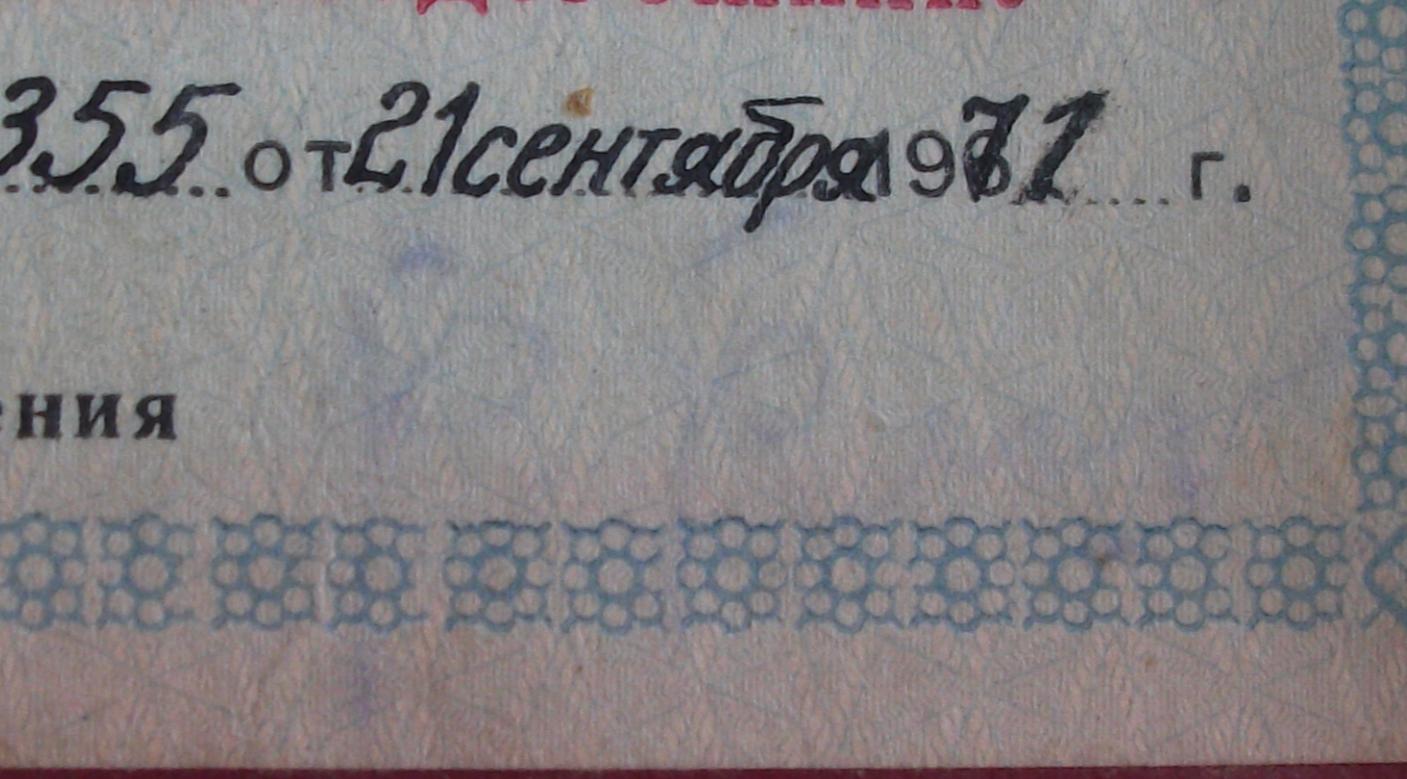 355 от 21 сентября 1971 г.
ения